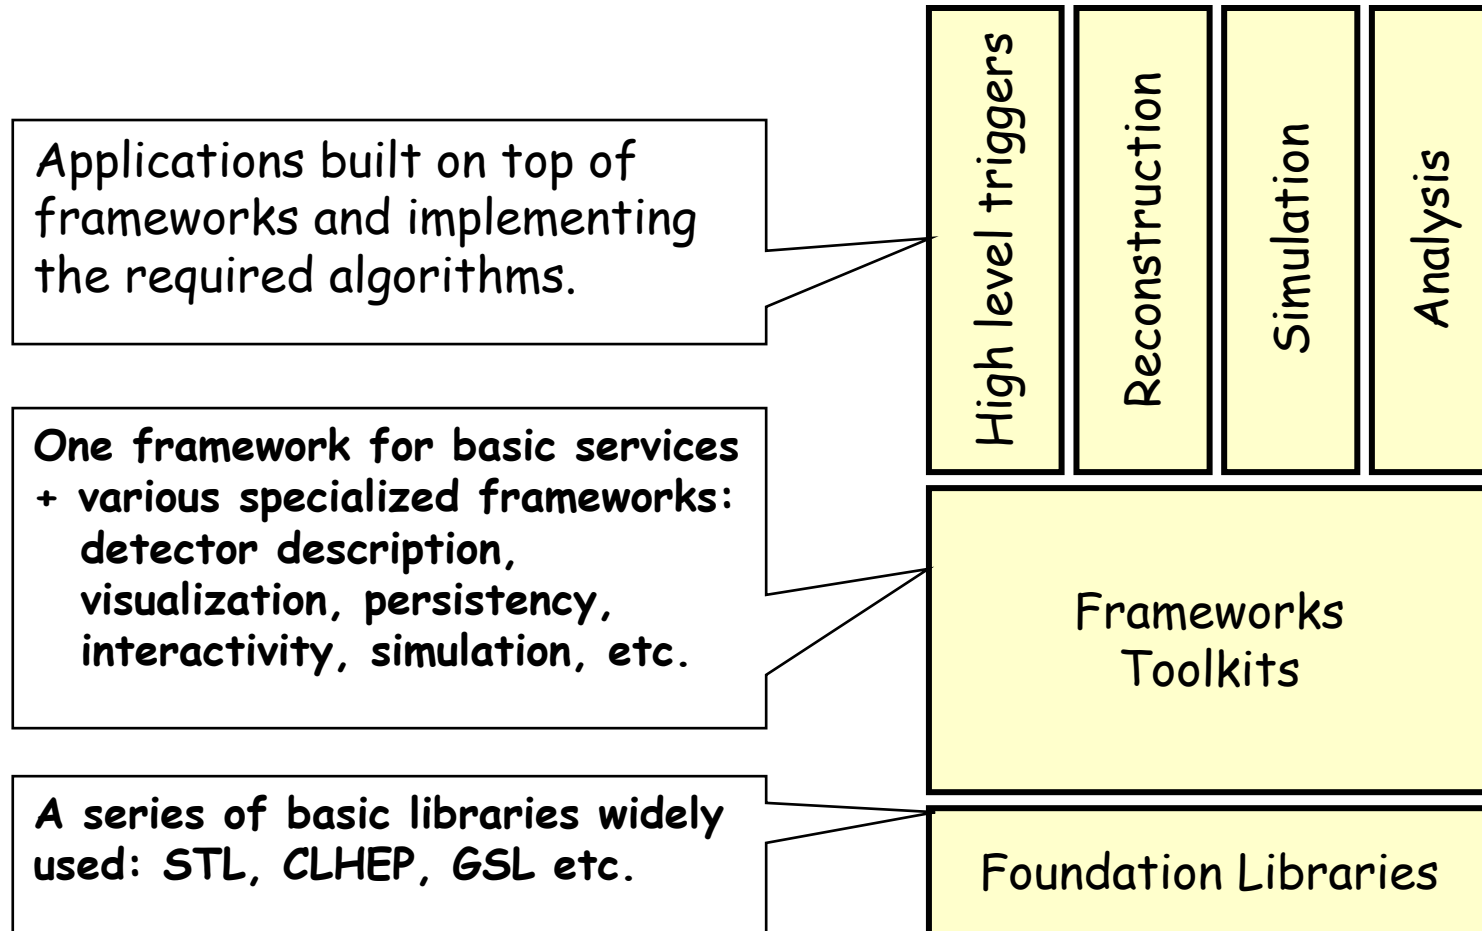 High level triggers
Reconstruction
Simulation
Analysis
Applications built on top of
frameworks and implementing
the required algorithms.
One framework for basic services
+ various specialized frameworks:
detector description,
visualization, persistency,
interactivity, simulation, etc.
Frameworks
Toolkits
A series of basic libraries widely
used: STL, CLHEP, GSL etc.
Foundation Libraries